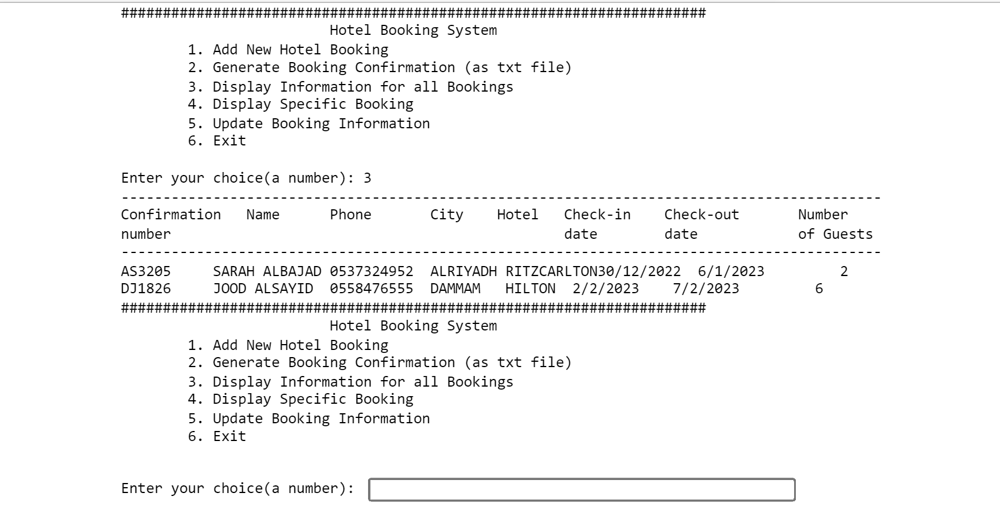 ######################################################################
Hotel Booking System
1. Add New Hotel Booking
2. Generate Booking Confirmation (as txt file)
3. Display Information for all Bookings
4. Display Specific Booking
5. Update Booking Information
6. Exit
Enter your choice(a number): 3
-------------------------------------------------------------------------------------------
Confirmation   Name      Phone       City    Hotel   Check-in    Check-out       Number
number                                               date        date            of Guests
-------------------------------------------------------------------------------------------
AS3205     SARAH ALBAJAD 0537324952  ALRIYADH RITZCARLTON30/12/2022  6/1/2023         2
DJ1826     JOOD ALSAYID  0558476555  DAMMAM   HILTON  2/2/2023    7/2/2023         6
######################################################################
Hotel Booking System
1. Add New Hotel Booking
2. Generate Booking Confirmation (as txt file)
3. Display Information for all Bookings
4. Display Specific Booking
5. Update Booking Information
6. Exit
Enter your choice(a number):